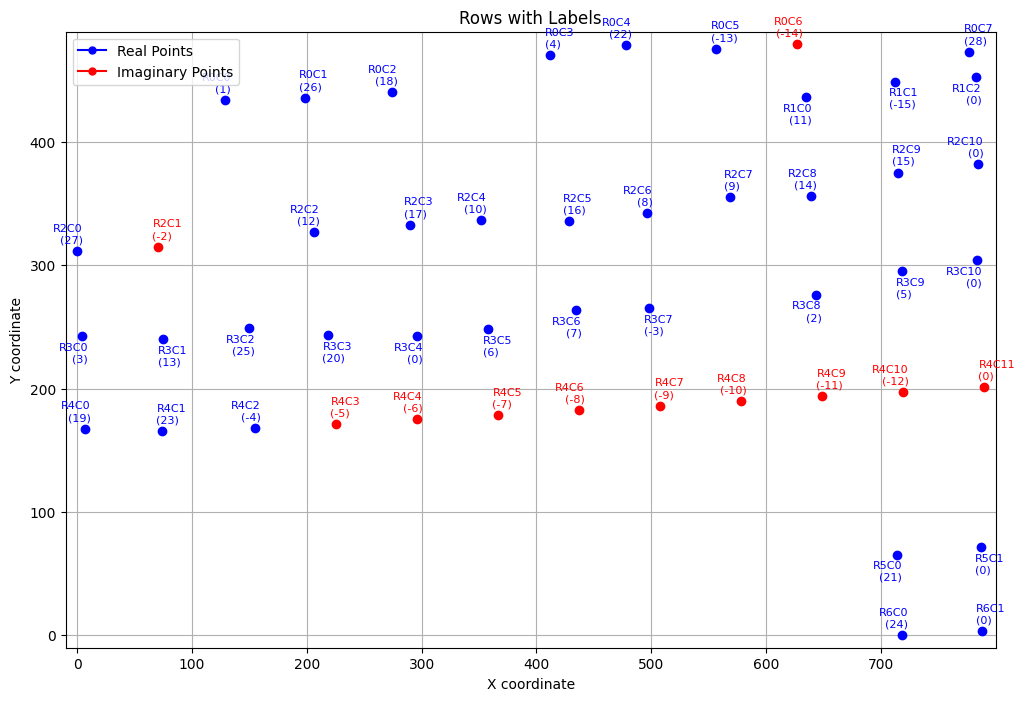 Rows with Labels
Real Points
Imaginary Points
(1)
R0C1
(26)
R0C2
(18)
R0C3
(4)
R0C4
(22)
R0C5
(-13)
R0C6
(-14)
R0C7
(28)
R1C0
(11)
R1C1
(-15)
R1C2
(0)
R2C0
(27)
R2C1
(-2)
R2C2
(12)
R2C3
(17)
R2C4
(10)
R2C5
(16)
R2C6
(8)
R2C7
(9)
R2C8
(14)
R2C9
(15)
R2C10
(0)
R3C0
(3)
R3C1
(13)
R3C2
(25)
R3C3
(20)
R3C4
(0)
R3C5
(6)
R3C6
(7)
R3C7
(-3)
R3C8
(2)
R3C9
(5)
R3C10
(0)
R4C0
(19)
R4C1
(23)
R4C2
(-4)
R4C3
(-5)
R4C4
(-6)
R4C5
(-7)
R4C6
(-8)
R4C7
(-9)
R4C8
(-10)
R4C9
(-11)
R4C10
(-12)
R4C11
(0)
R5C0
(21)
R5C1
(0)
R6C0
(24)
R6C1
(0)
400
300
200
100
0
Y coordinate
0 100 200 300 400 500 600 700
X coordinate